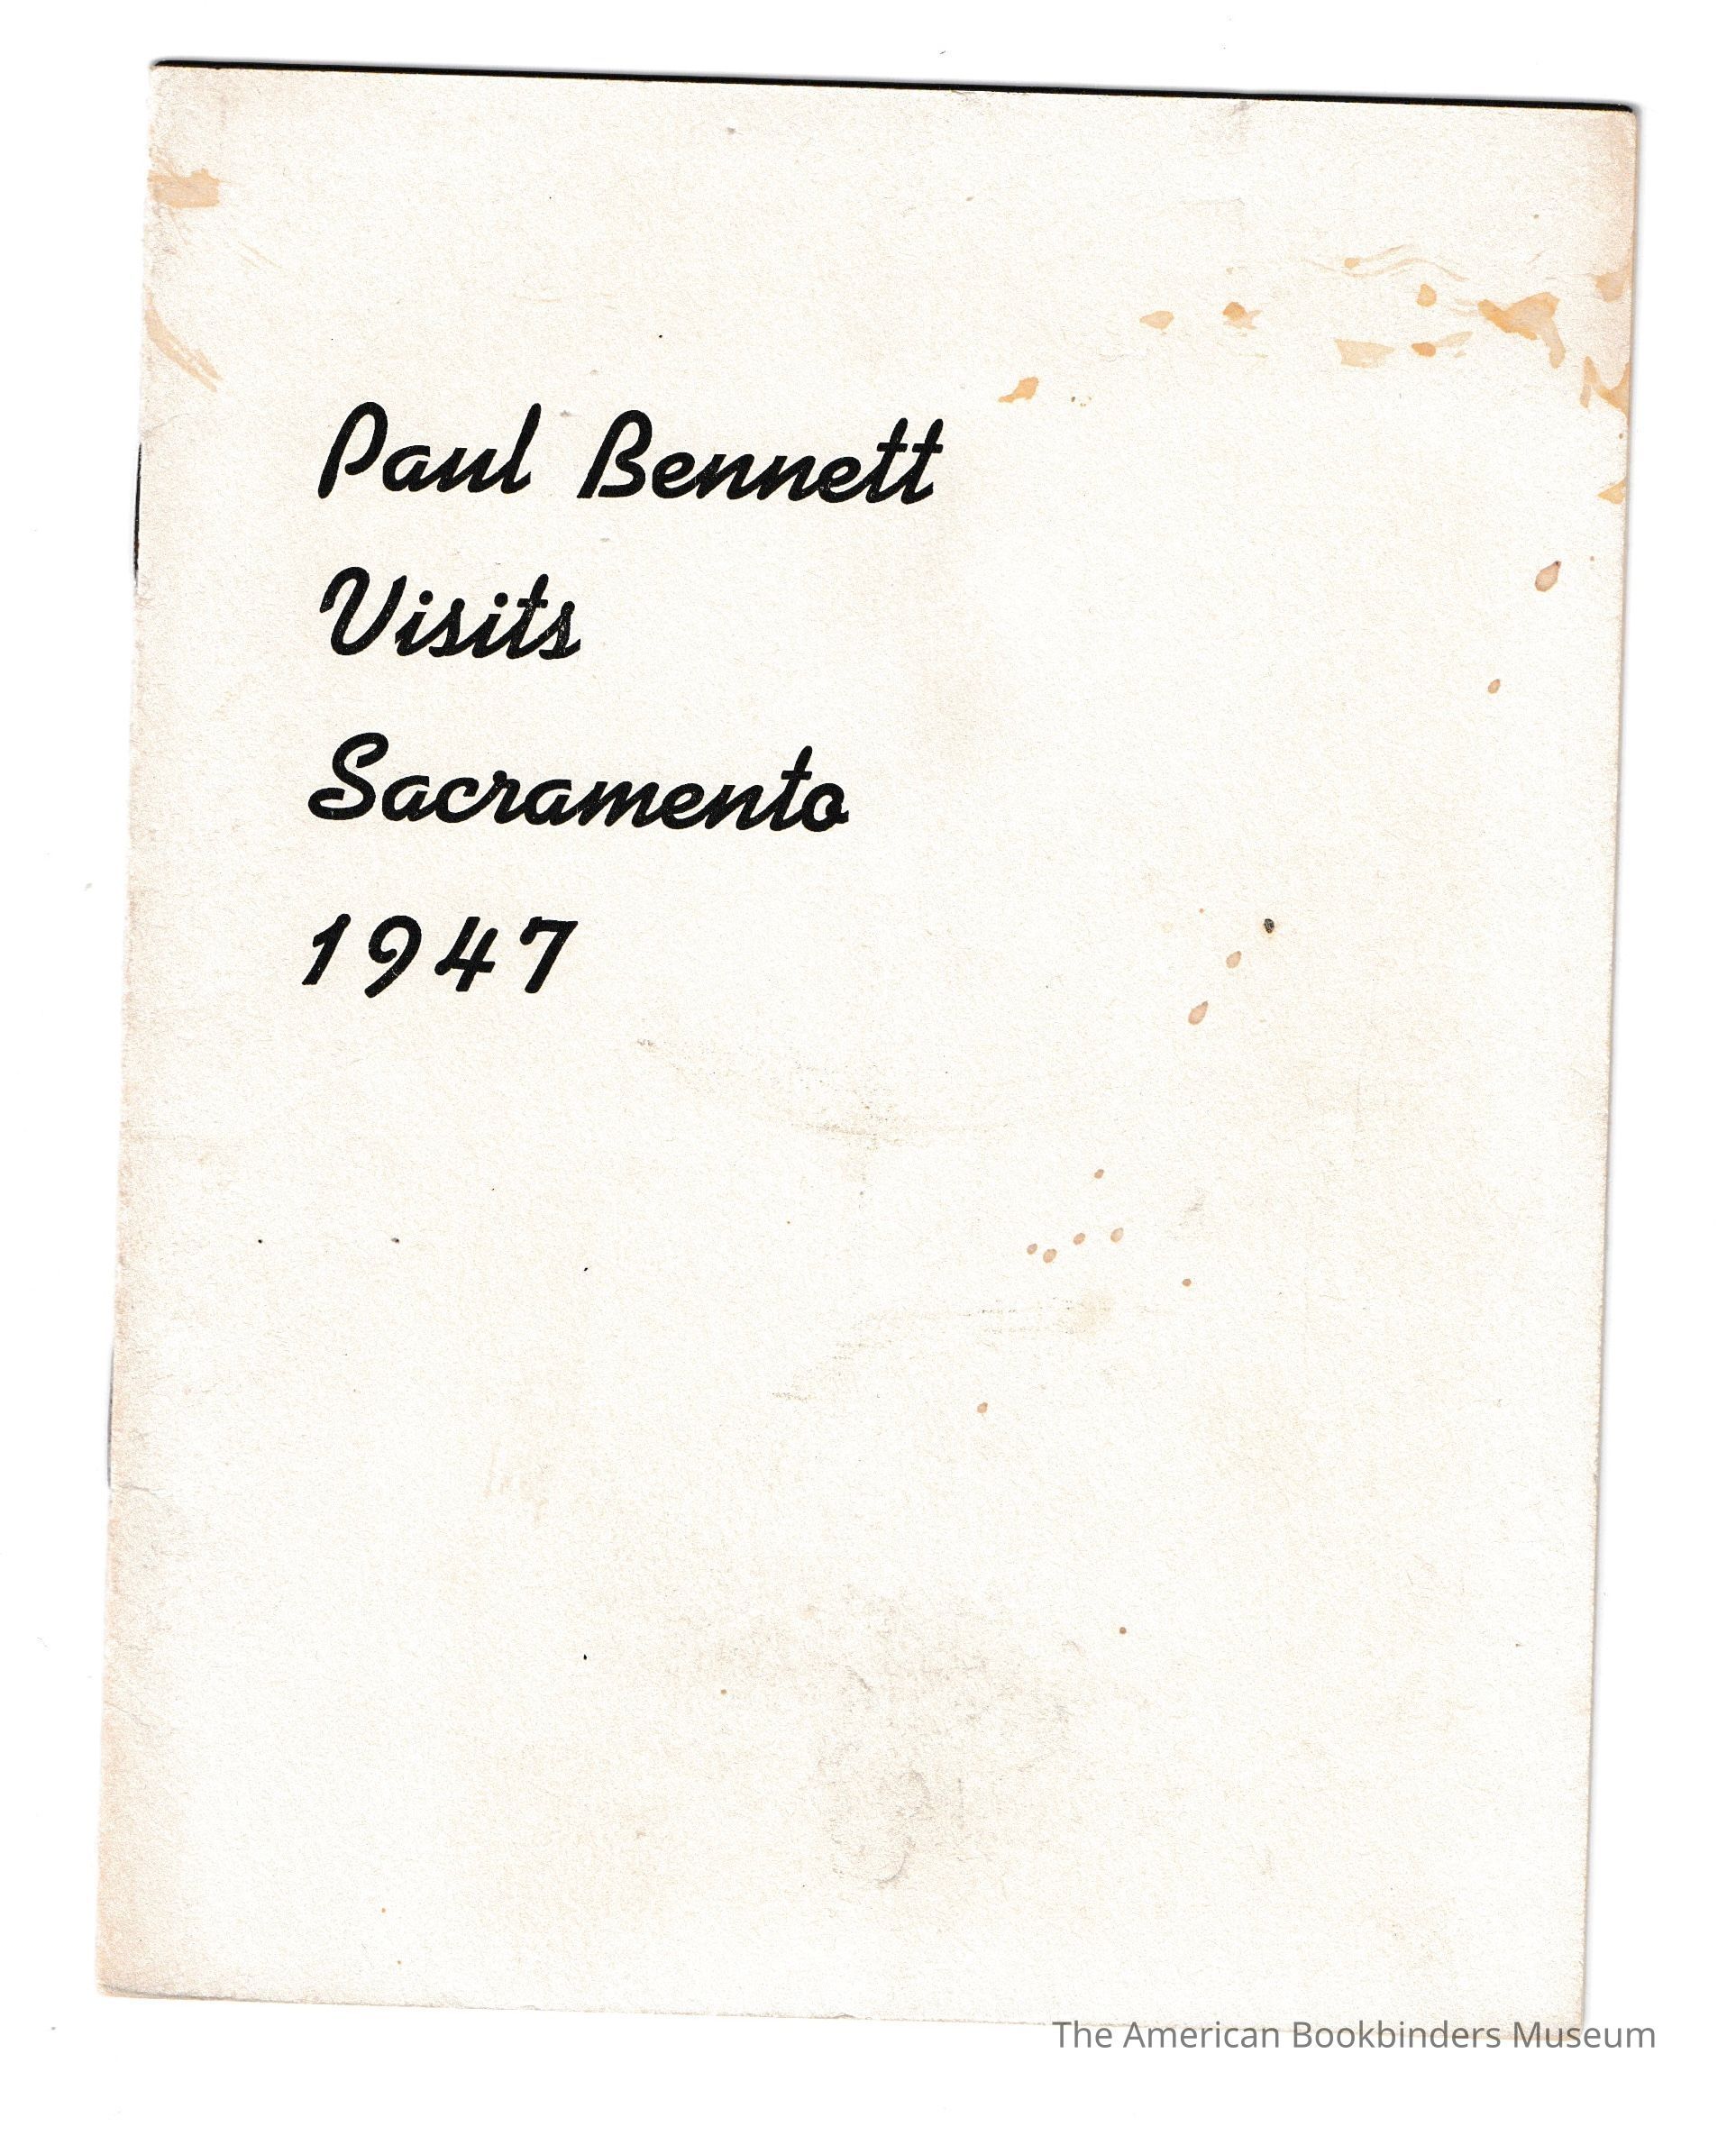 Paul Bennett
Visits
Sacramento
1947
The American Bookbinders Museum